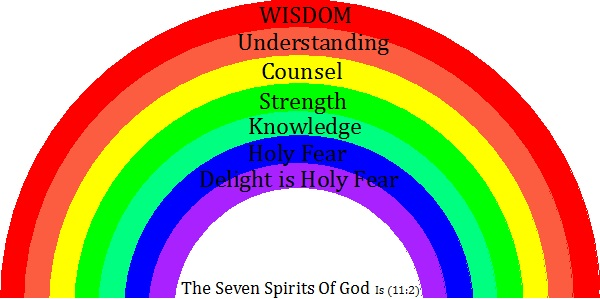 WISDOM
Understanding
Counsel
Strength
Knowledge
Holy Fear
Delight is Holy Fear
The Seven Spirits Of God Is (11:2)